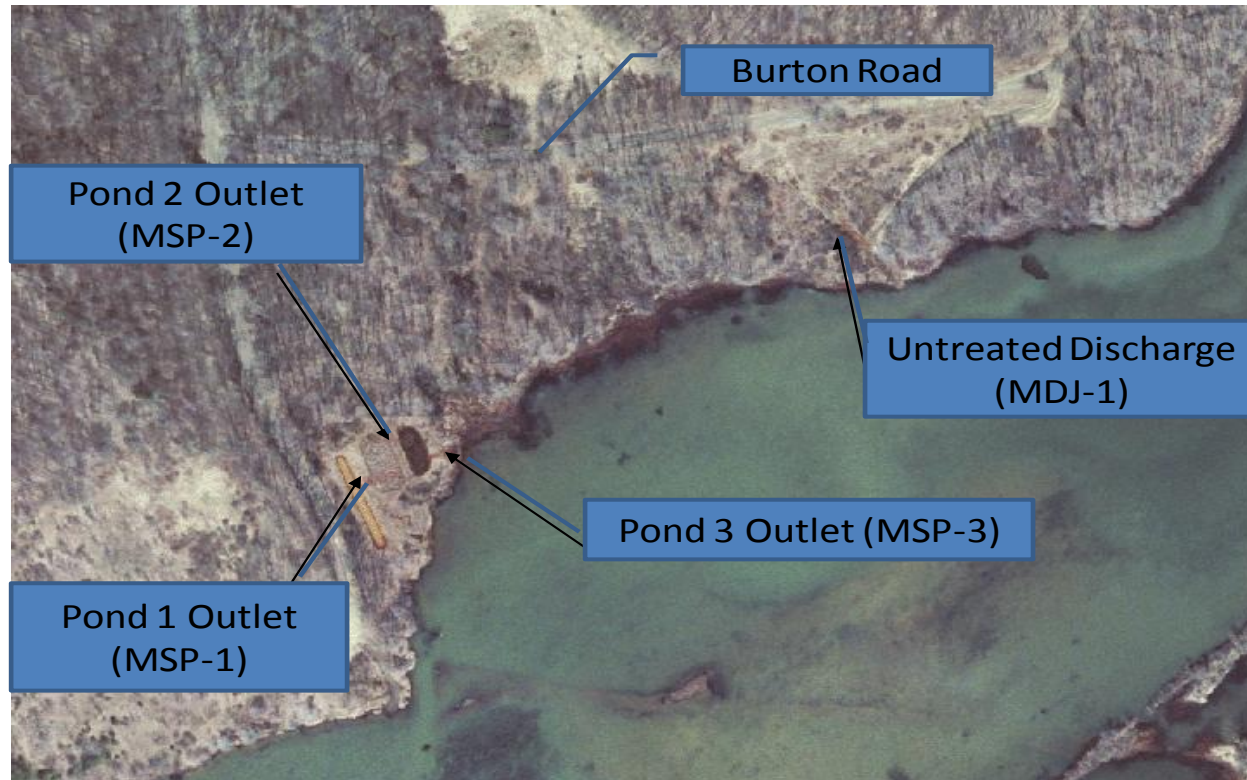 Burton Road
Pond 2 Outlet
(MSP-2)
Untreated Discharge
(MDJ-1)
Pond 3 Outlet (MSP-3)
Pond 1 Outlet
(MSP-1)